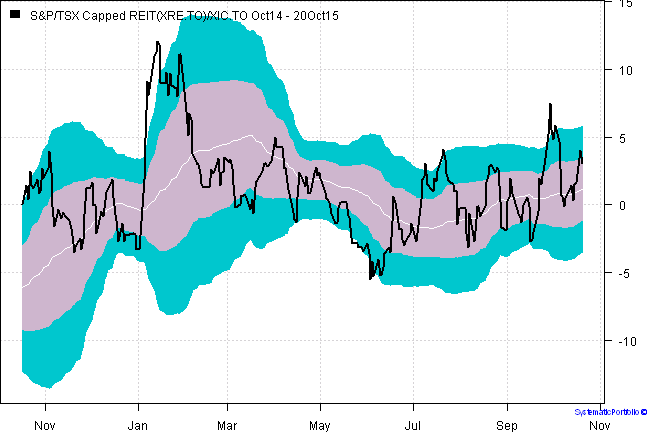 S&P/TSX Capped REIT(XRE.TO)/XIC.TO Oct14 - 20Oct15
15
10
5
0
-5
-10
Nov Jan Mar May Jul Sep Nov
SystematicPortfolio ©